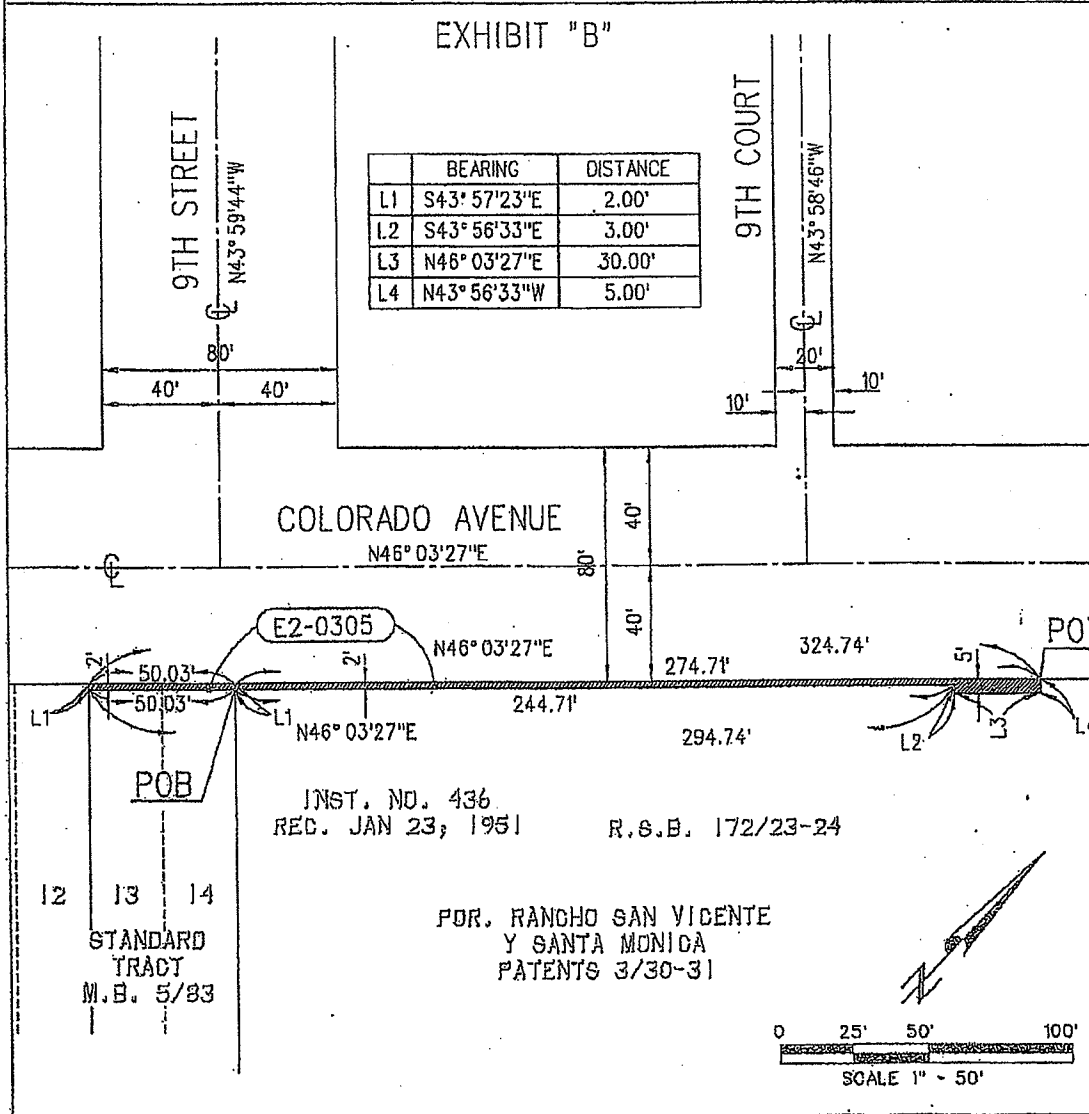 EXHIBIT "B"
9TH STREET
N43°59'44"W
BEARING DISTANCE
L1 S43°57'23"E 2.00'
L2 S43°56'33"E 3.00'
L3 N46°03'27"E 30.00'
L4 N43°56'33"W 5.00'
9TH COURT
N43°58'46"W
80'
40' 40'
20'
10'
10'
COLORADO AVENUE
N46°03'27"E
40'
80'
40'
E2-0305
N46°03'27"E
324.74'
274.71'
5'
2'
50.03'
2'
50.03'
L1
L1
N46°03'27"E
244.71'
294.74'
L2
L3
POB
INST. NO. 436
REC. JAN 23, 1951
R.S.B. 172/23-24
12 13 14
STANDARD
TRACT
M.B. 5/83
POR. RANCHO SAN VICENTE
Y SANTA MONICA
PATENTS 3/30-31
0 25' 50' 100'
SCALE 1" - 50'